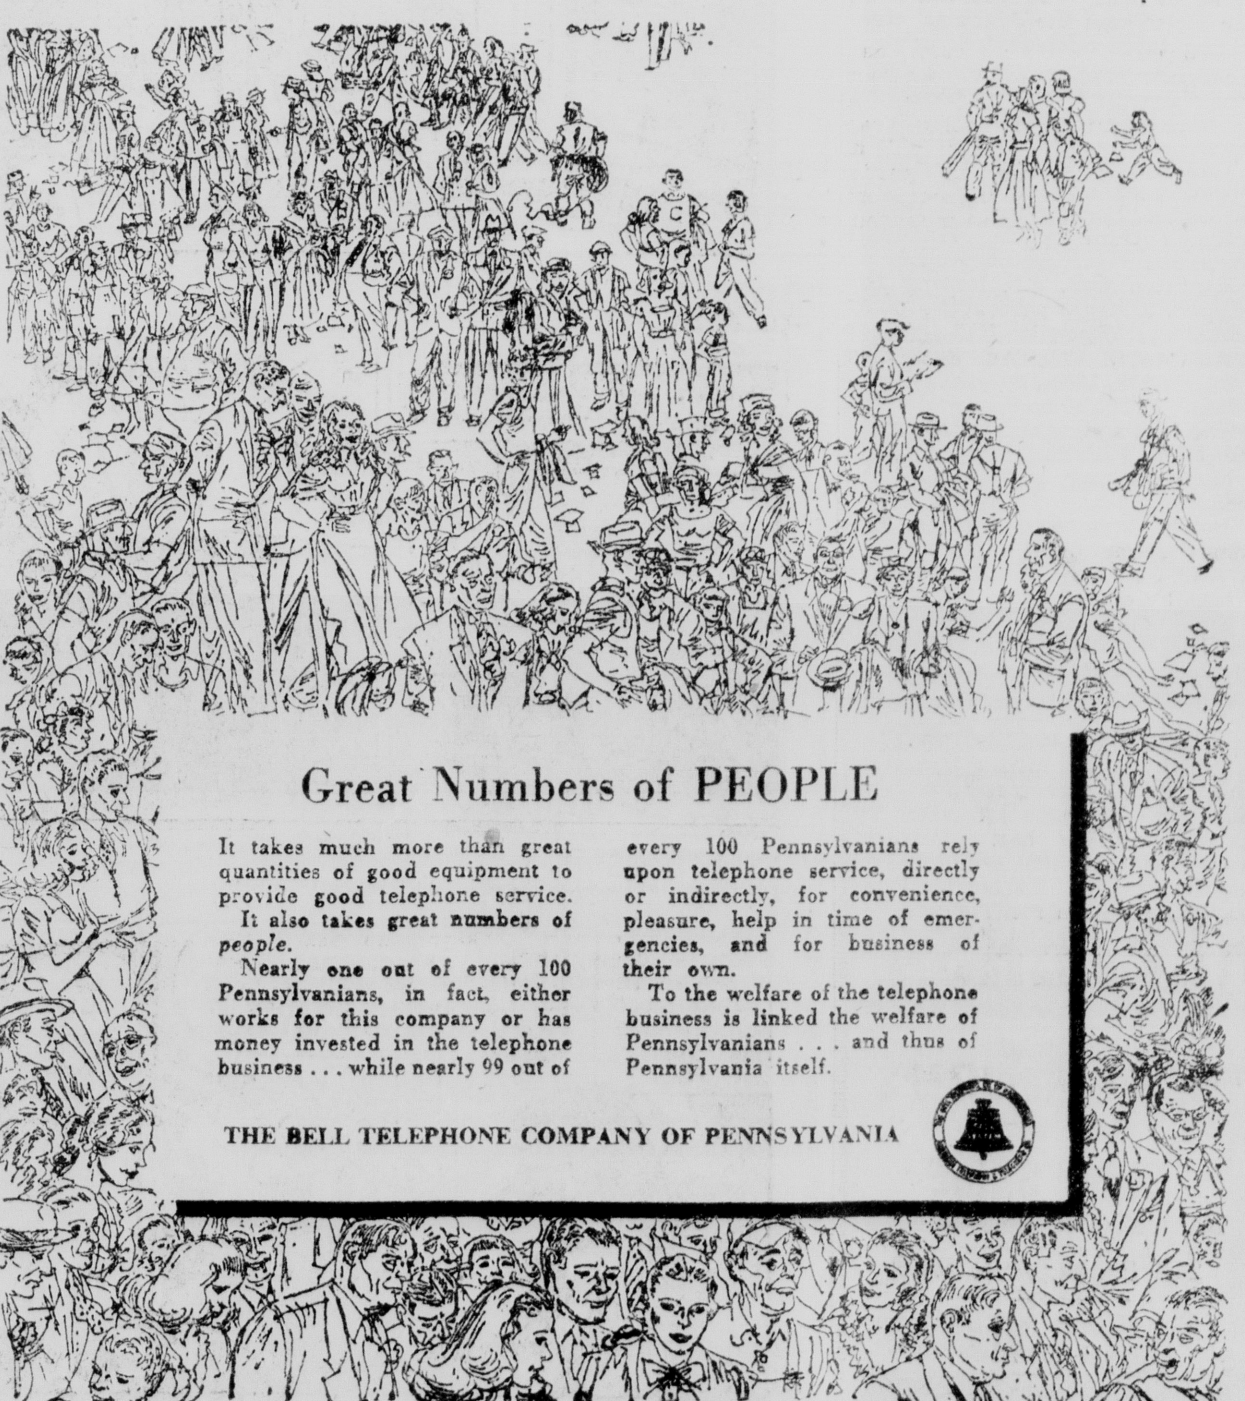 Great Numbers of PEOPLE
It takes much more than great
quantities of good equipment to
provide good telephone service.
It also takes great numbers of
people.
Nearly one out of every 100
Pennsylvanians, in fact, either
works for this company or has
money invested in the telephone
business . . . while nearly 99 out of
every 100 Pennsylvanians rely
upon telephone service, directly
or indirectly, for convenience,
pleasure, help in time of emer-
gencies, and for business of
their own.
To the welfare of the telephone
business is linked the welfare of
Pennsylvanians . . . and thus of
Pennsylvania itself.
THE BELL TELEPHONE COMPANY OF PENNSYLVANIA
C